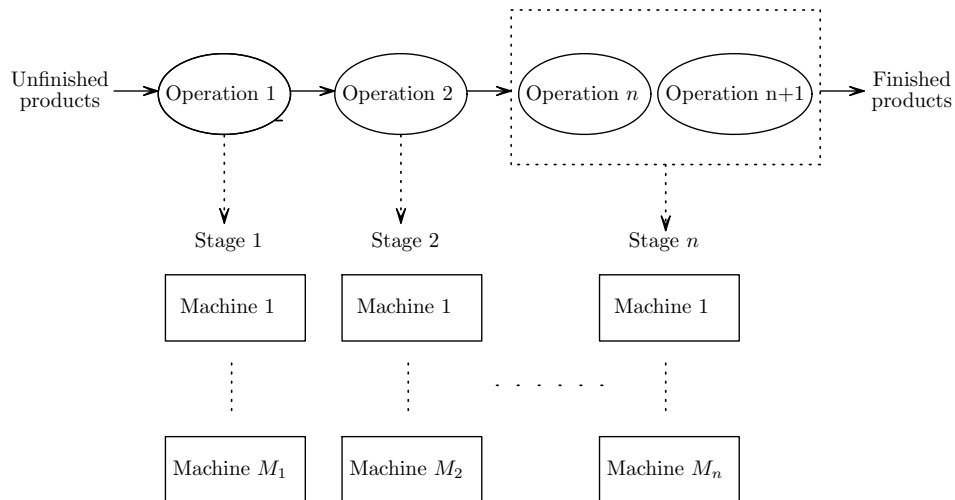 Unfinished
products
Operation 1
Operation 2
Operation n
Operation n+1
Finished
products
Stage 1
Stage 2
Stage n
Machine 1
Machine 1
Machine 1
Machine M₁
Machine M₂
Machine Mₙ